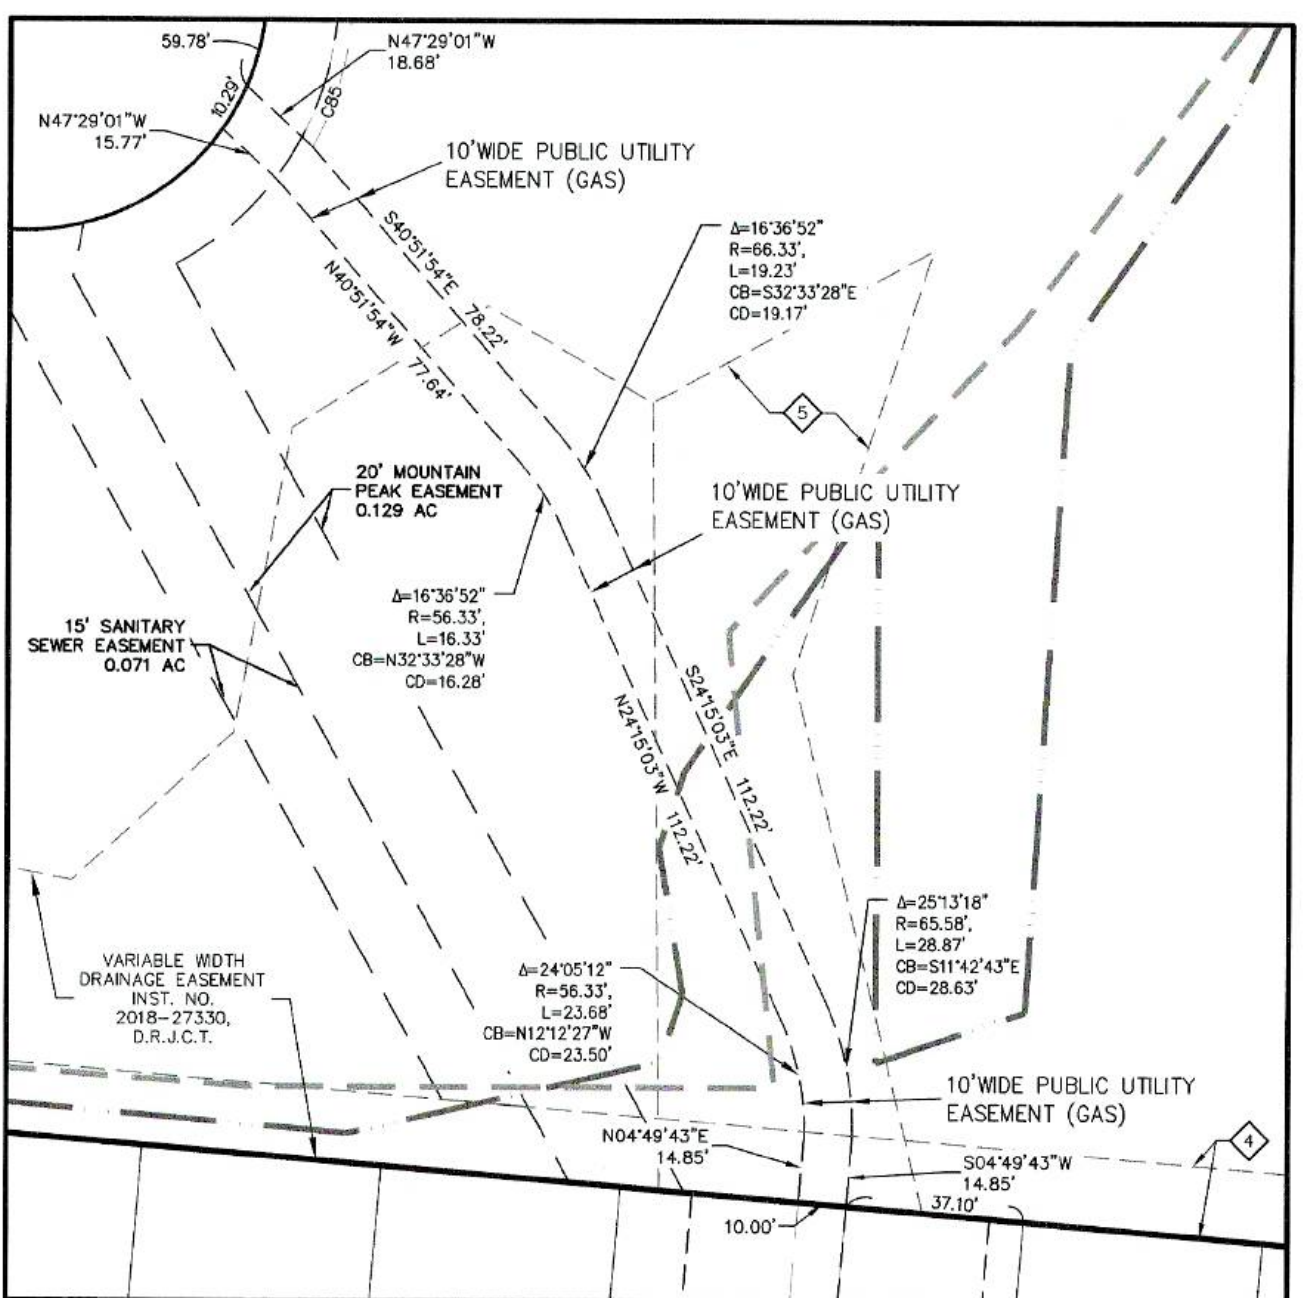 59.78'
N47°29'01"W
18.68'
10.29'
C85
N47°29'01"W
15.77'
10'WIDE PUBLIC UTILITY
EASEMENT (GAS)
S40°51'54"E 78.22'
N40°51'54"W 77.64'
Δ=16°36'52"
R=66.33',
L=19.23'
CB=S32°33'28"E
CD=19.17'
5
20' MOUNTAIN
PEAK EASEMENT
0.129 AC
10'WIDE PUBLIC UTILITY
EASEMENT (GAS)
Δ=16°36'52"
R=56.33',
L=16.33'
CB=N32°33'28"W
CD=16.28'
15' SANITARY
SEWER EASEMENT
0.071 AC
S24°15'03"E 112.22'
N24°15'03"W 112.22'
Δ=25°13'18"
R=65.58',
L=28.87'
CB=S11°42'43"E
CD=28.63'
VARIABLE WIDTH
DRAINAGE EASEMENT
INST. NO.
2018-27330,
D.R.J.C.T.
Δ=24°05'12"
R=56.33',
L=23.68'
CB=N12°12'27"W
CD=23.50'
10'WIDE PUBLIC UTILITY
EASEMENT (GAS)
N04°49'43"E
14.85'
4
S04°49'43"W
14.85'
37.10'
10.00'